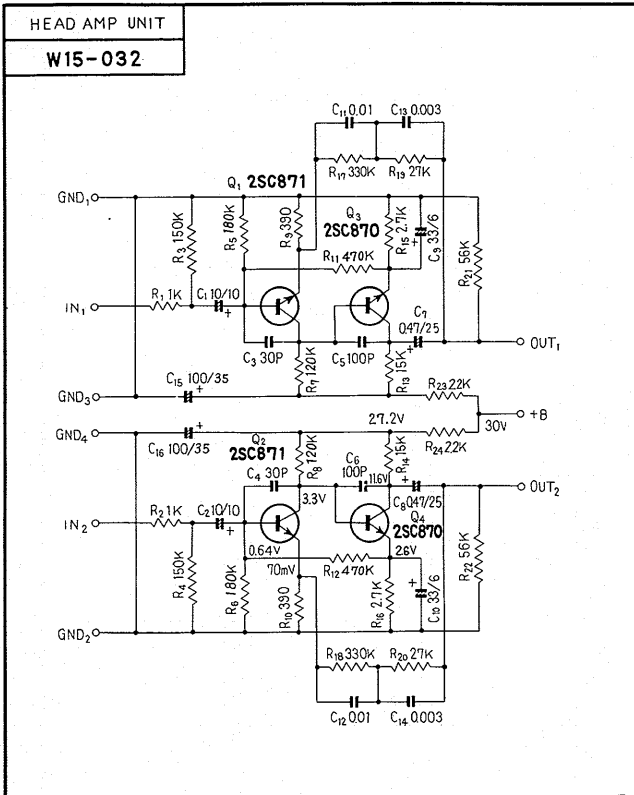 HEAD AMP UNIT
W15-032
C11 0.01
C13 0.003
R17 330K
R19 27K
Q1 2SC871
GND1
R3 150K
R5 180K
R9 390
Q3
2SC870
R15 2.7K
C9 33/6
+
R11 470K
R21 56K
IN1
R1 1K
C1 10/10
+
C7
0.47/25
+
OUT1
C3 30P
R7 120K
C5 100P
R13 15K
C15 100/35
+
R23 2.2K
GND3
+B
30V
GND4
+
27.2V
R24 2.2K
C16 100/35
Q2
2SC871
R8 120K
C6
100P
R14 15K
C4 30P
11.6V
+
+
OUT2
3.3V
C8 0.47/25
Q4
2SC870
IN2
R2 1K
C2 10/10
+
0.64V
2.6V
70mV
R12 470K
R22 56K
R4 150K
R6 180K
R10 390
R16 2.7K
+
C10 33/6
GND2
R18 330K
R20 27K
C12 0.01
C14 0.003